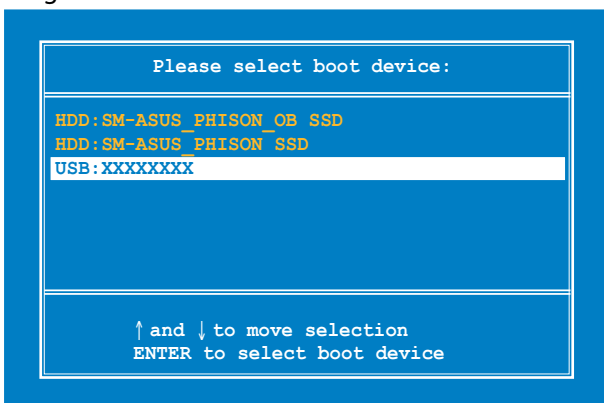 Please select boot device:
HDD:SM-ASUS_PHISON_OB SSD
HDD:SM-ASUS_PHISON SSD
USB:XXXXXXXX
↑ and ↓ to move selection
ENTER to select boot device